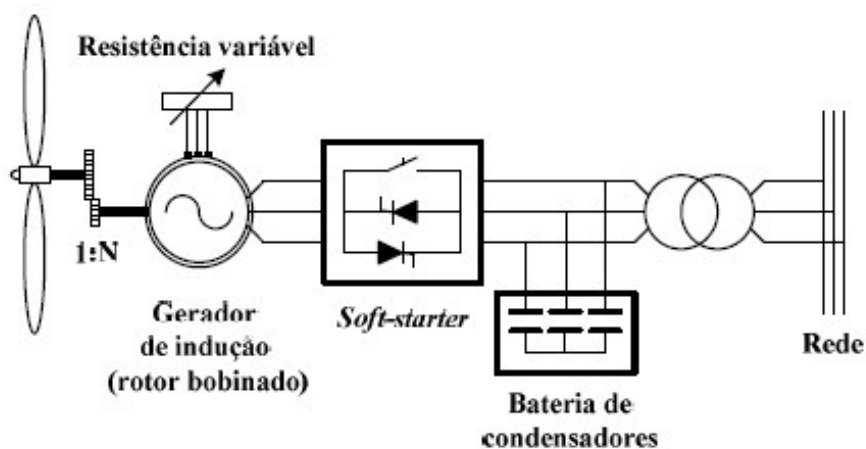 Resistência variável
1:N
Gerador
de indução
(rotor bobinado)
Soft-starter
Bateria de
condensadores
Rede